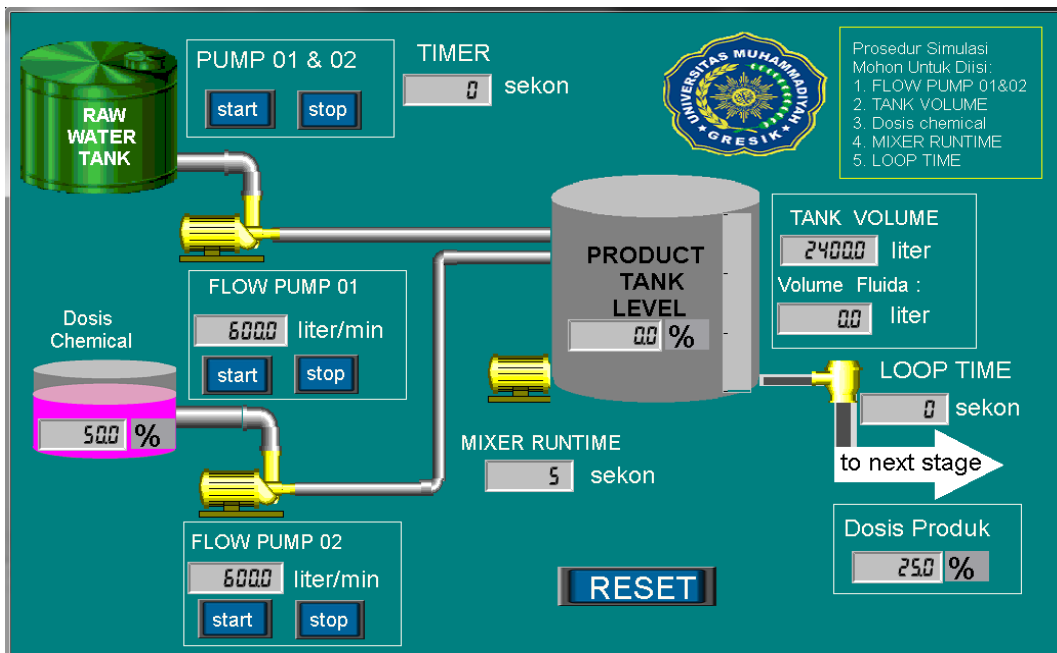 RAW
WATER
TANK
PUMP 01 & 02
start
stop
TIMER
0 sekon
UNIVERSITAS MUHAMMADIYAH
GRESIK
Prosedur Simulasi
Mohon Untuk Diisi:
1. FLOW PUMP 01&02
2. TANK VOLUME
3. Dosis chemical
4. MIXER RUNTIME
5. LOOP TIME
FLOW PUMP 01
600.0 liter/min
start
stop
Dosis
Chemical
50.0 %
PRODUCT
TANK
LEVEL
0.0 %
TANK VOLUME
2400.0 liter
Volume Fluida :
0.0 liter
LOOP TIME
0 sekon
to next stage
MIXER RUNTIME
5 sekon
FLOW PUMP 02
600.0 liter/min
start
stop
RESET
Dosis Produk
25.0 %